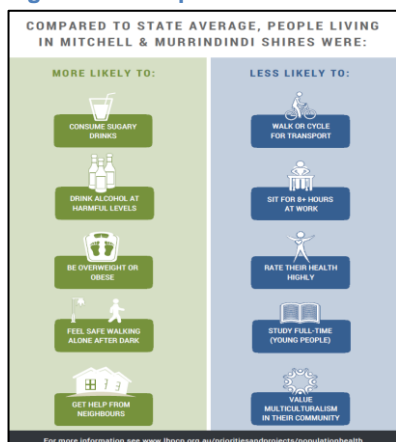 COMPARED TO STATE AVERAGE, PEOPLE LIVING
IN MITCHELL & MURRINDINDI SHIRES WERE:
MORE LIKELY TO:
CONSUME SUGARY
DRINKS
DRINK ALCOHOL AT
HARMFUL LEVELS
BE OVERWEIGHT OR
OBESE
FEEL SAFE WALKING
ALONE AFTER DARK
GET HELP FROM
NEIGHBOURS
LESS LIKELY TO:
WALK OR CYCLE
FOR TRANSPORT
SIT FOR 8+ HOURS
AT WORK
RATE THEIR HEALTH
HIGHLY
STUDY FULL-TIME
(YOUNG PEOPLE)
VALUE
MULTICULTURALISM
IN THEIR COMMUNITY
For more information see www.lhpcp.org.au/prioritiesandprojects/populationhealth